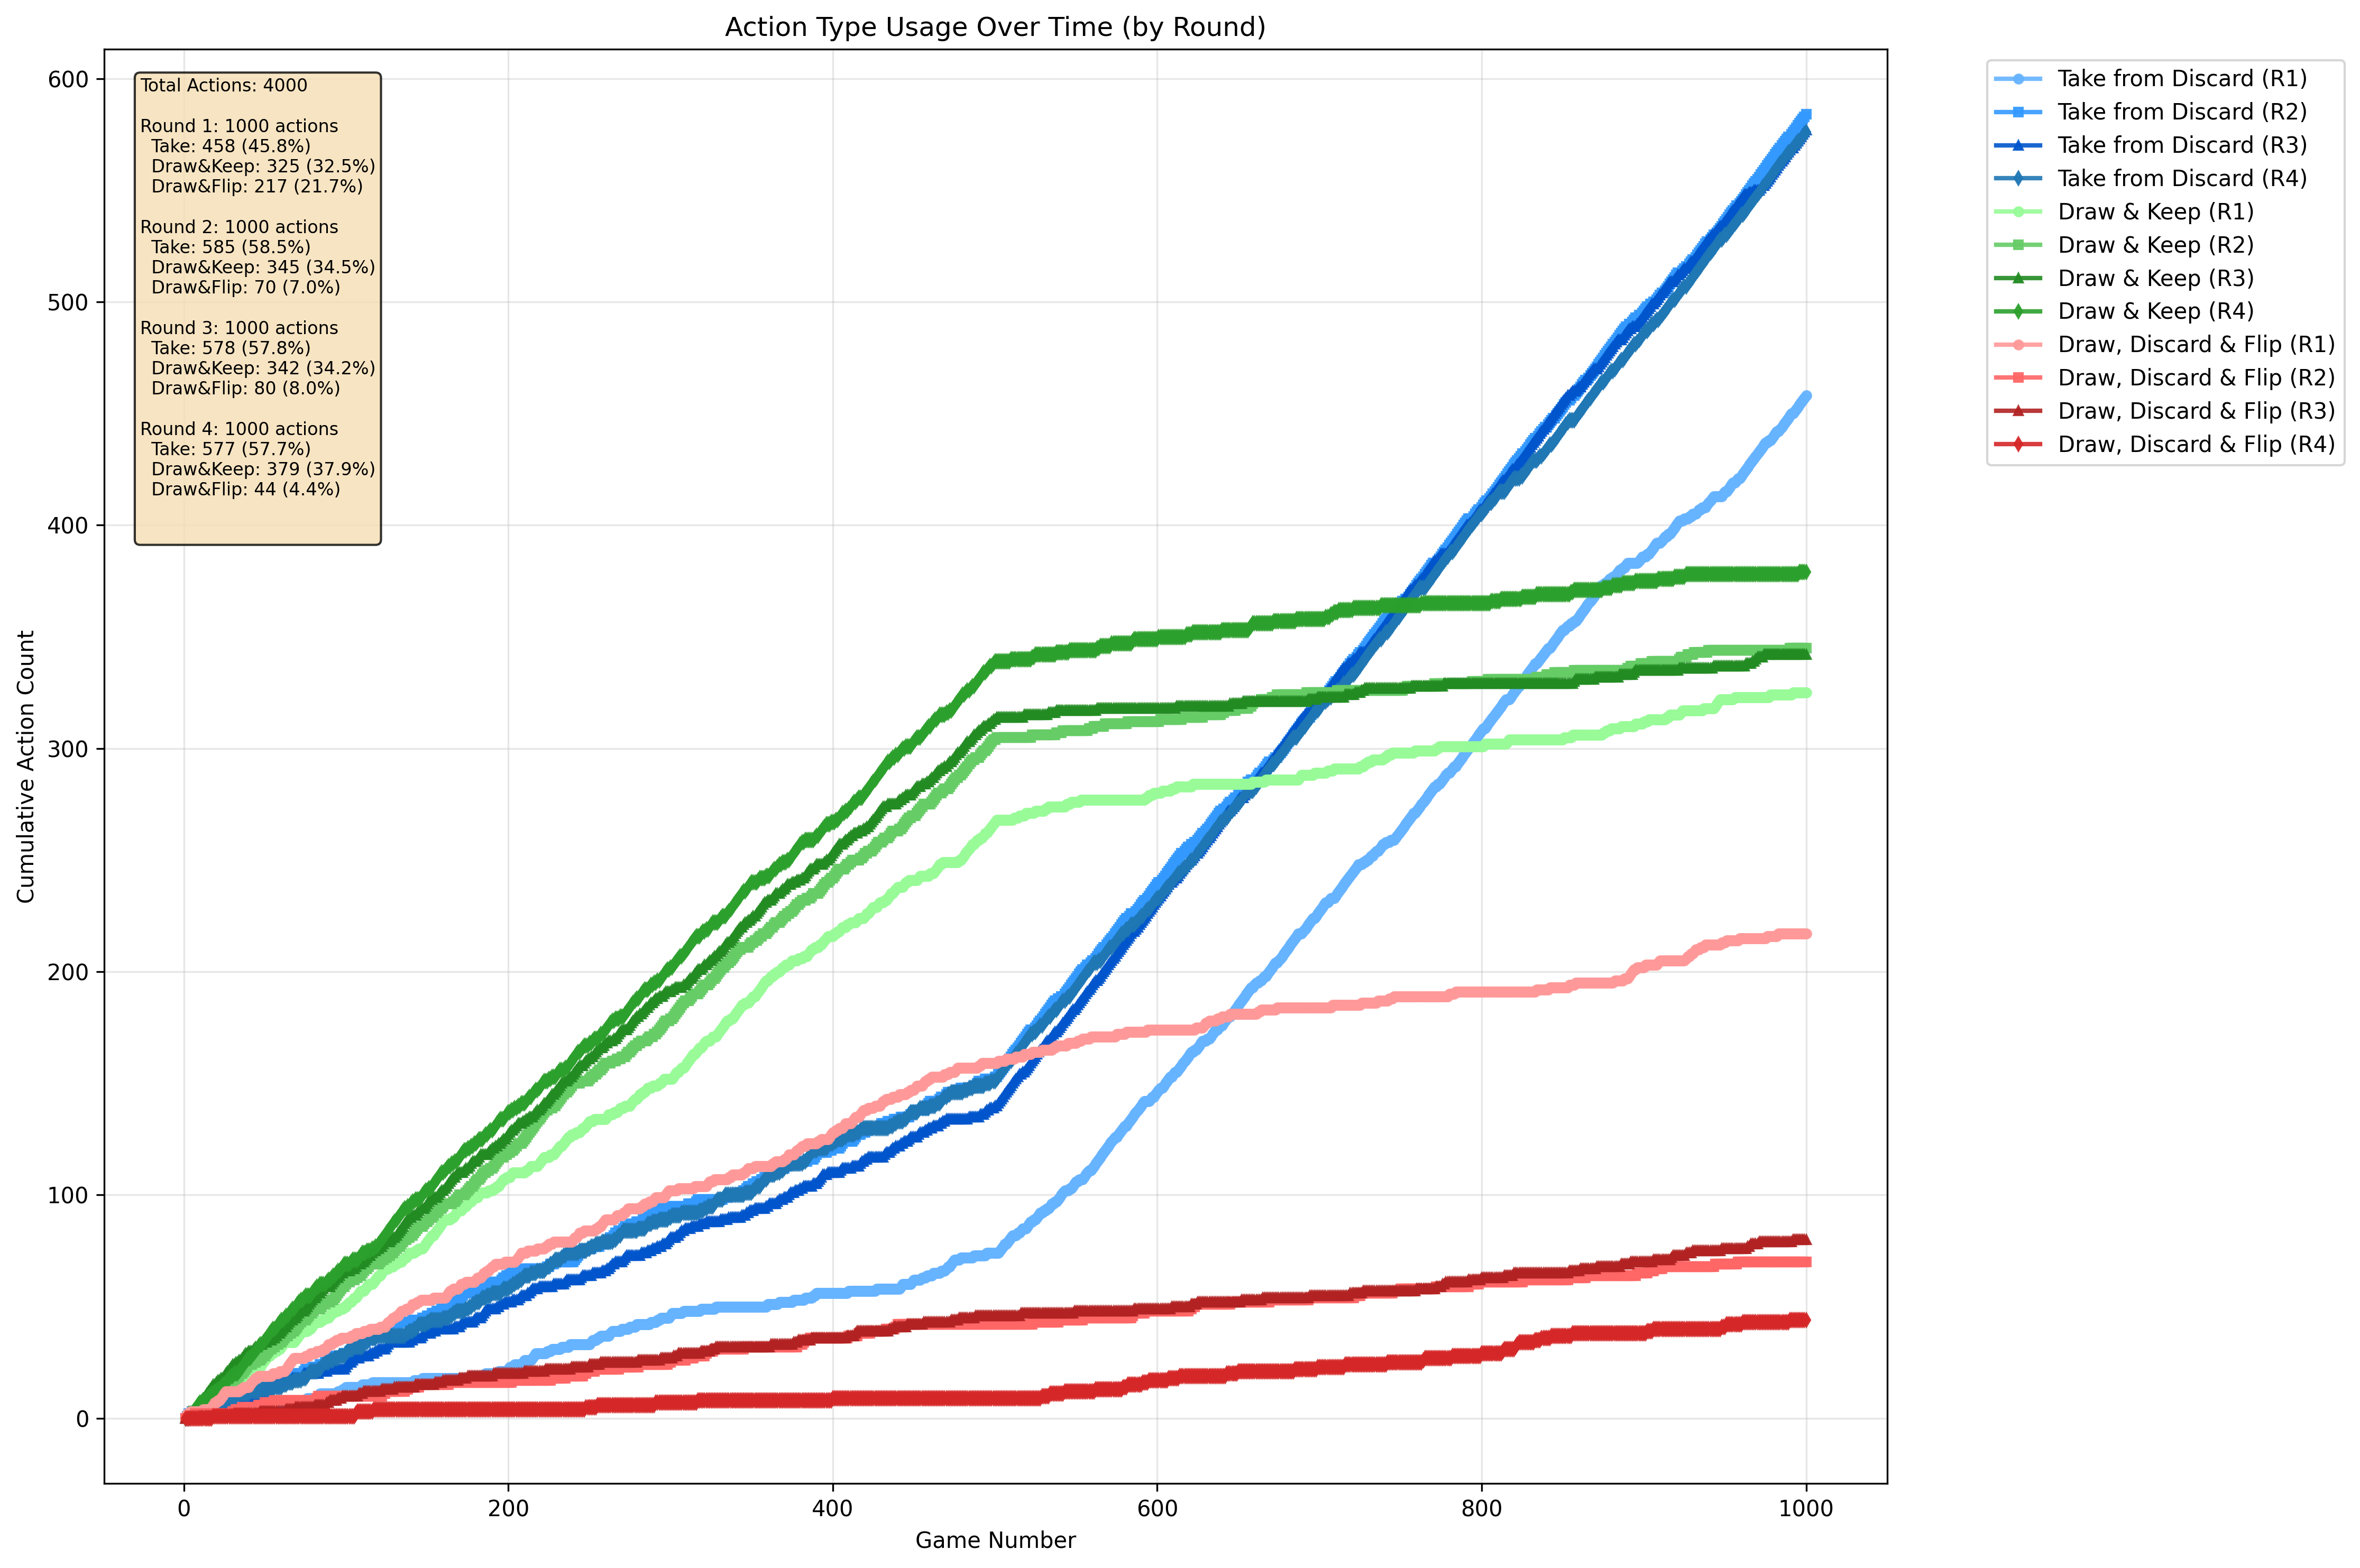 Action Type Usage Over Time (by Round)
600
500
400
300
200
100
0
Cumulative Action Count
Total Actions: 4000
Round 1: 1000 actions
Take: 458 (45.8%)
Draw&Keep: 325 (32.5%)
Draw&Flip: 217 (21.7%)
Round 2: 1000 actions
Take: 585 (58.5%)
Draw&Keep: 345 (34.5%)
Draw&Flip: 70 (7.0%)
Round 3: 1000 actions
Take: 578 (57.8%)
Draw&Keep: 342 (34.2%)
Draw&Flip: 80 (8.0%)
Round 4: 1000 actions
Take: 577 (57.7%)
Draw&Keep: 379 (37.9%)
Draw&Flip: 44 (4.4%)
Take from Discard (R1)
Take from Discard (R2)
Take from Discard (R3)
Take from Discard (R4)
Draw & Keep (R1)
Draw & Keep (R2)
Draw & Keep (R3)
Draw & Keep (R4)
Draw, Discard & Flip (R1)
Draw, Discard & Flip (R2)
Draw, Discard & Flip (R3)
Draw, Discard & Flip (R4)
0 200 400 600 800 1000
Game Number